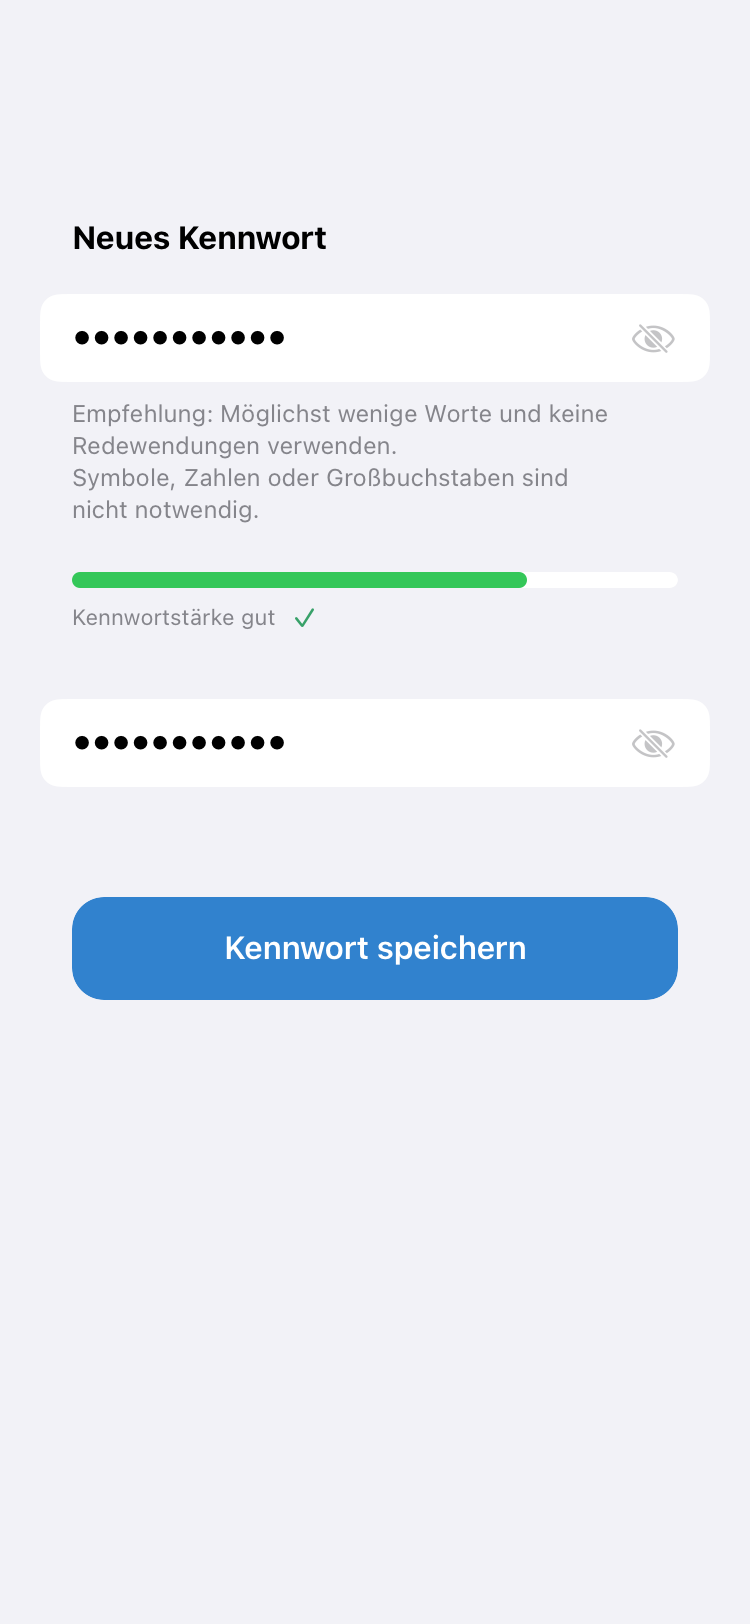 Neues Kennwort
•••••••••••
Empfehlung: Möglichst wenige Worte und keine
Redewendungen verwenden.
Symbole, Zahlen oder Großbuchstaben sind
nicht notwendig.
Kennwortstärke gut
•••••••••••
Kennwort speichern